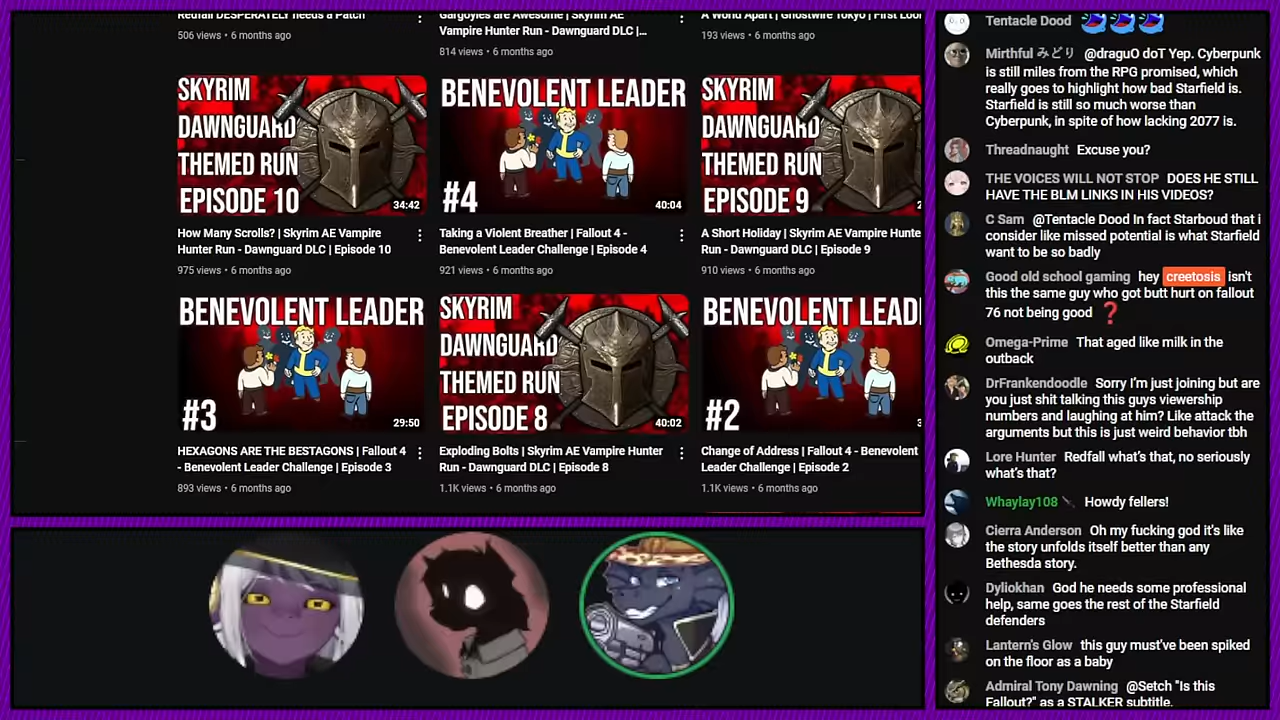 Redfall DESPERATELY needs a Patch
506 views • 6 months ago
Gargoyles are Awesome | Skyrim AE
Vampire Hunter Run - Dawnguard DLC |...
814 views • 6 months ago
A World Apart | Ghostwire Tokyo | First Look
193 views • 6 months ago
SKYRIM
DAWNGUARD
THEMED RUN
EPISODE 10
34:42
How Many Scrolls? | Skyrim AE Vampire
Hunter Run - Dawnguard DLC | Episode 10
975 views • 6 months ago
BENEVOLENT LEADER
#4
40:04
Taking a Violent Breather | Fallout 4 -
Benevolent Leader Challenge | Episode 4
921 views • 6 months ago
SKYRIM
DAWNGUARD
THEMED RUN
EPISODE 9
2
A Short Holiday | Skyrim AE Vampire Hunte
Run - Dawnguard DLC | Episode 9
910 views • 6 months ago
BENEVOLENT LEADER
#3
29:50
HEXAGONS ARE THE BESTAGONS | Fallout 4
- Benevolent Leader Challenge | Episode 3
893 views • 6 months ago
SKYRIM
DAWNGUARD
THEMED RUN
EPISODE 8
40:02
Exploding Bolts | Skyrim AE Vampire Hunter
Run - Dawnguard DLC | Episode 8
1.1K views • 6 months ago
BENEVOLENT LEAD
#2
3
Change of Address | Fallout 4 - Benevolent
Leader Challenge | Episode 2
1.1K views • 6 months ago
Tentacle Dood
Mirthful みどり @draguO doT Yep. Cyberpunk
is still miles from the RPG promised, which
really goes to highlight how bad Starfield is.
Starfield is still so much worse than
Cyberpunk, in spite of how lacking 2077 is.
Threadnaught Excuse you?
THE VOICES WILL NOT STOP DOES HE STILL
HAVE THE BLM LINKS IN HIS VIDEOS?
C Sam @Tentacle Dood In fact Starboud that i
consider like missed potential is what Starfield
want to be so badly
Good old school gaming hey creetosis isn't
this the same guy who got butt hurt on fallout
76 not being good ❓
Omega-Prime That aged like milk in the
outback
DrFrankendoodle Sorry I'm just joining but are
you just shit talking this guys viewership
numbers and laughing at him? Like attack the
arguments but this is just weird behavior tbh
Lore Hunter Redfall what's that, no seriously
what's that?
Whaylay108 Howdy fellers!
Cierra Anderson Oh my fucking god it's like
the story unfolds itself better than any
Bethesda story.
Dyliokhan God he needs some professional
help, same goes the rest of the Starfield
defenders
Lantern's Glow this guy must've been spiked
on the floor as a baby
Admiral Tony Dawning @Setch "Is this
Fallout?" as a STALKER subtitle.